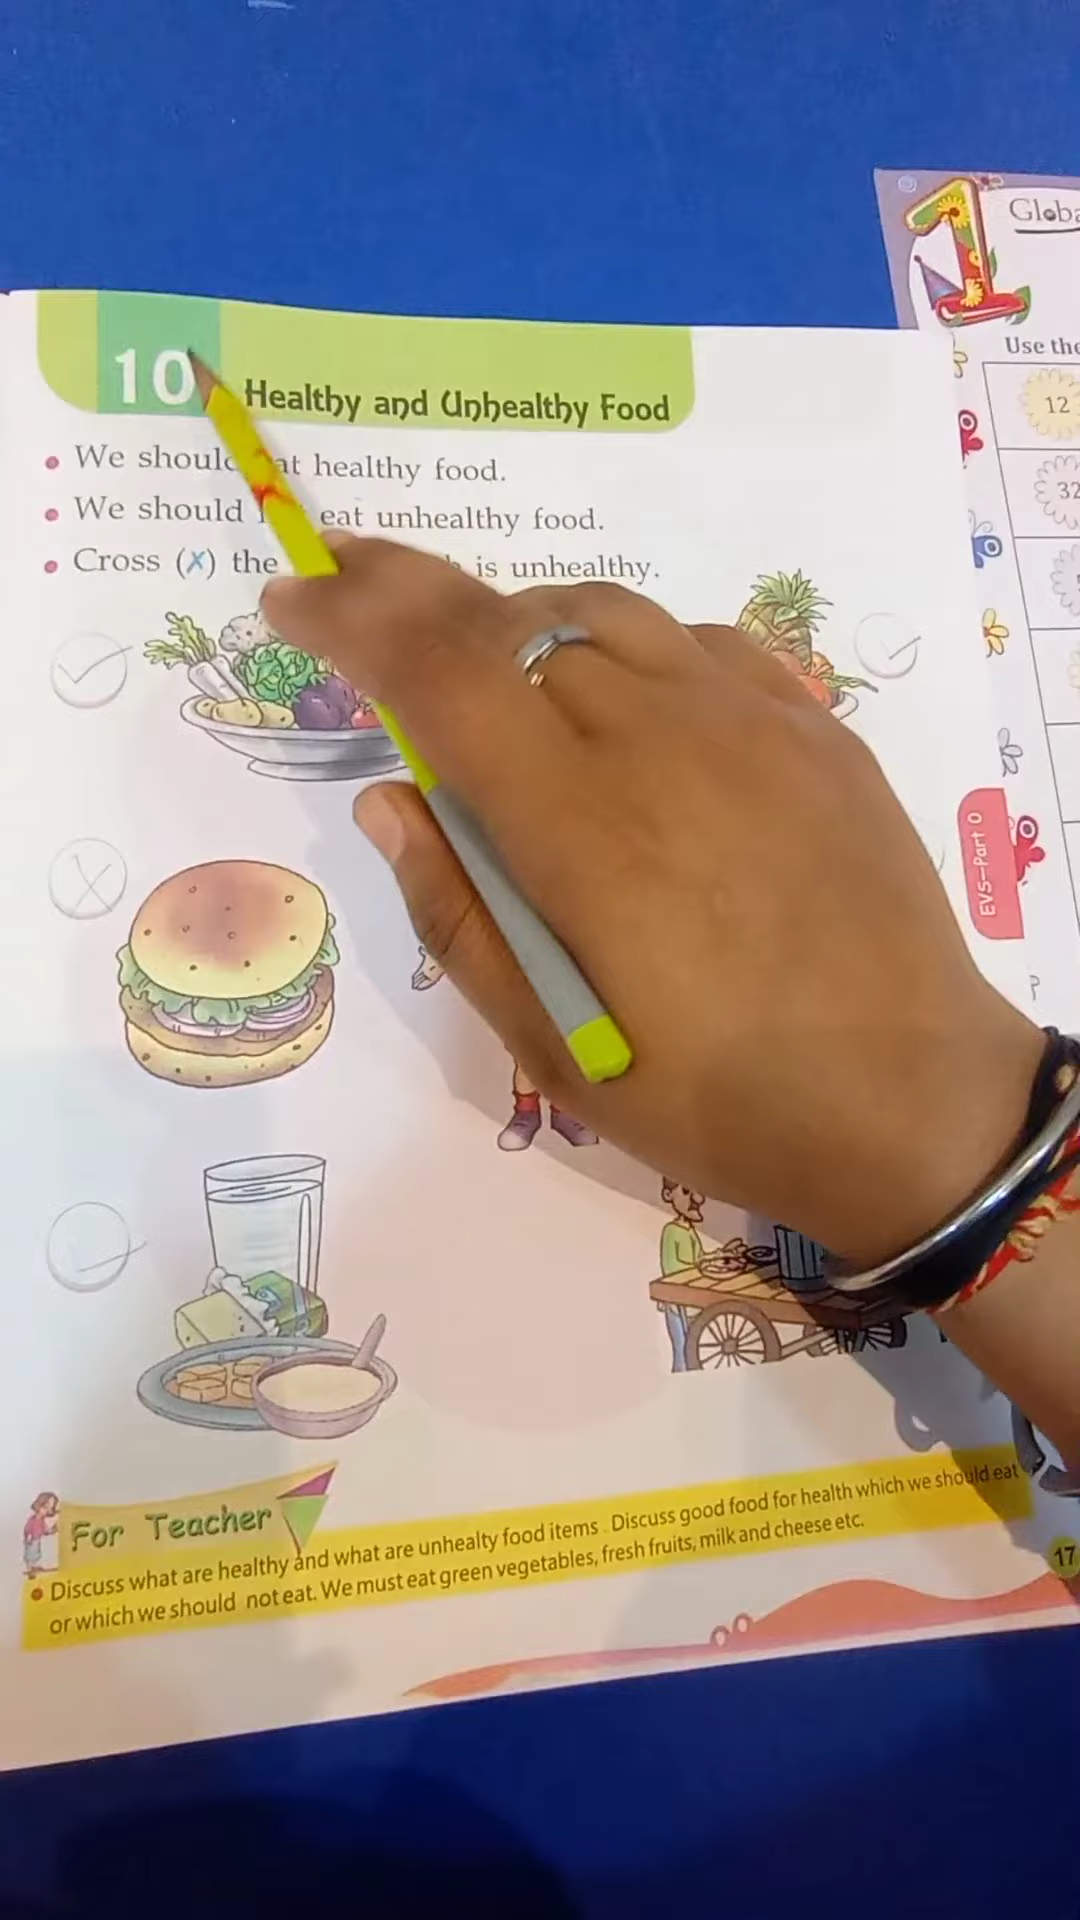 10
Healthy and Unhealthy Food
We should eat healthy food.
We should eat unhealthy food.
Cross (✗) the is unhealthy.
For Teacher
Discuss what are healthy and what are unhealty food items . Discuss good food for health which we should eat
or which we should not eat. We must eat green vegetables, fresh fruits, milk and cheese etc.
17
EVS–Part 0
1
Use the
12
32